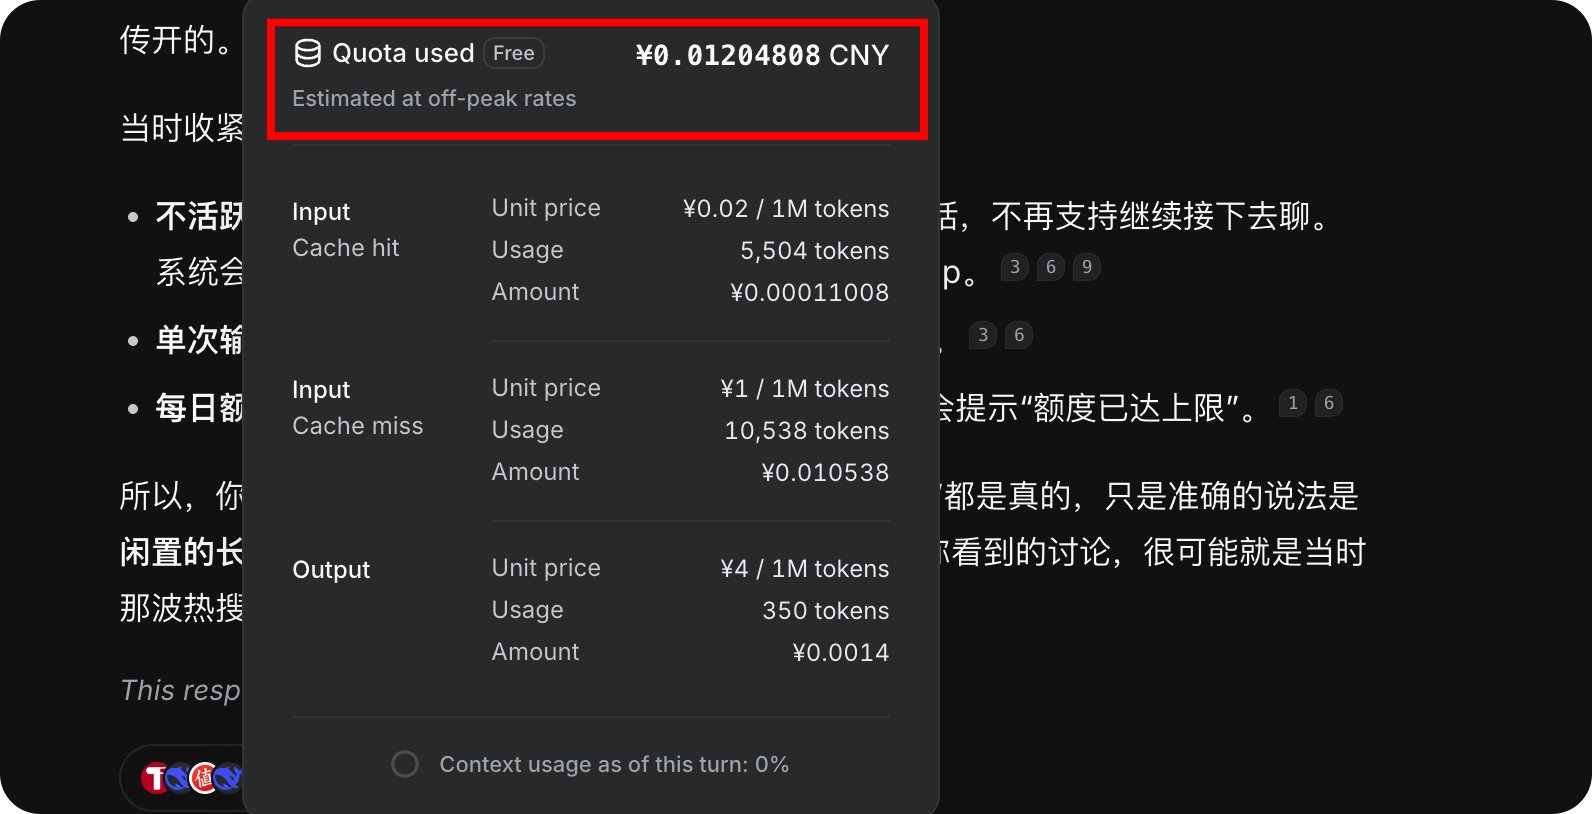 传开的。
Quota used Free ¥0.01204808 CNY
Estimated at off-peak rates
当时收紧
Input Cache hit
Unit price ¥0.02 / 1M tokens
Usage 5,504 tokens
Amount ¥0.00011008
不活跃
话，不再支持继续接下去聊。
系统会
p。 3 6 9
单次输
。 3 6
每日额
会提示“额度已达上限”。 1 6
Input Cache miss
Unit price ¥1 / 1M tokens
Usage 10,538 tokens
Amount ¥0.010538
所以，你
都是真的，只是准确的说法是
闲置的长
你看到的讨论，很可能就是当时
那波热搜
Output
Unit price ¥4 / 1M tokens
Usage 350 tokens
Amount ¥0.0014
This resp
Context usage as of this turn: 0%
值